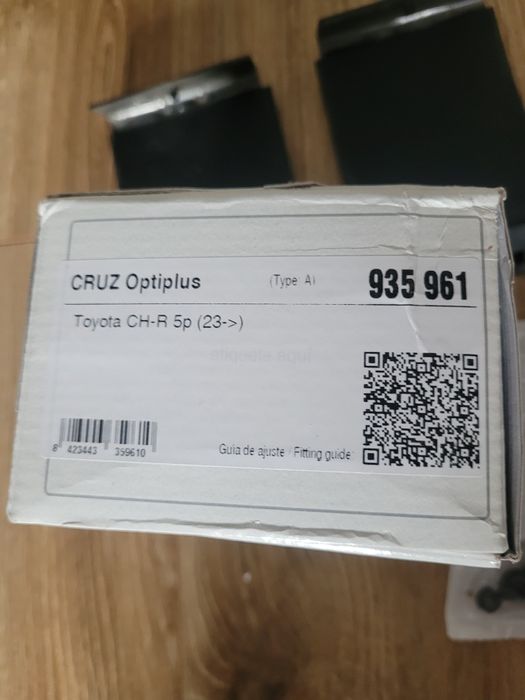 CRUZ Optiplus (Type: A) 935 961
Toyota CH-R 5p (23->)
8 423443 359610
Guia de ajuste / Fitting guide: